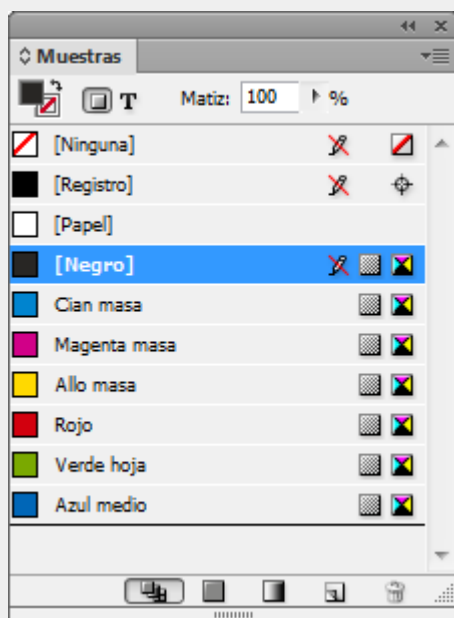 Muestras
T Matiz: 100 %
[Ninguna]
[Registro]
[Papel]
[Negro]
Cian masa
Magenta masa
Allo masa
Rojo
Verde hoja
Azul medio